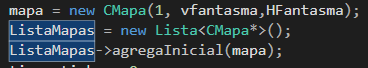 mapa = new CMapa(1, vfantasma,HFantasma);
ListaMapas = new Lista<CMapa*>();
ListaMapas->agregaInicial(mapa);